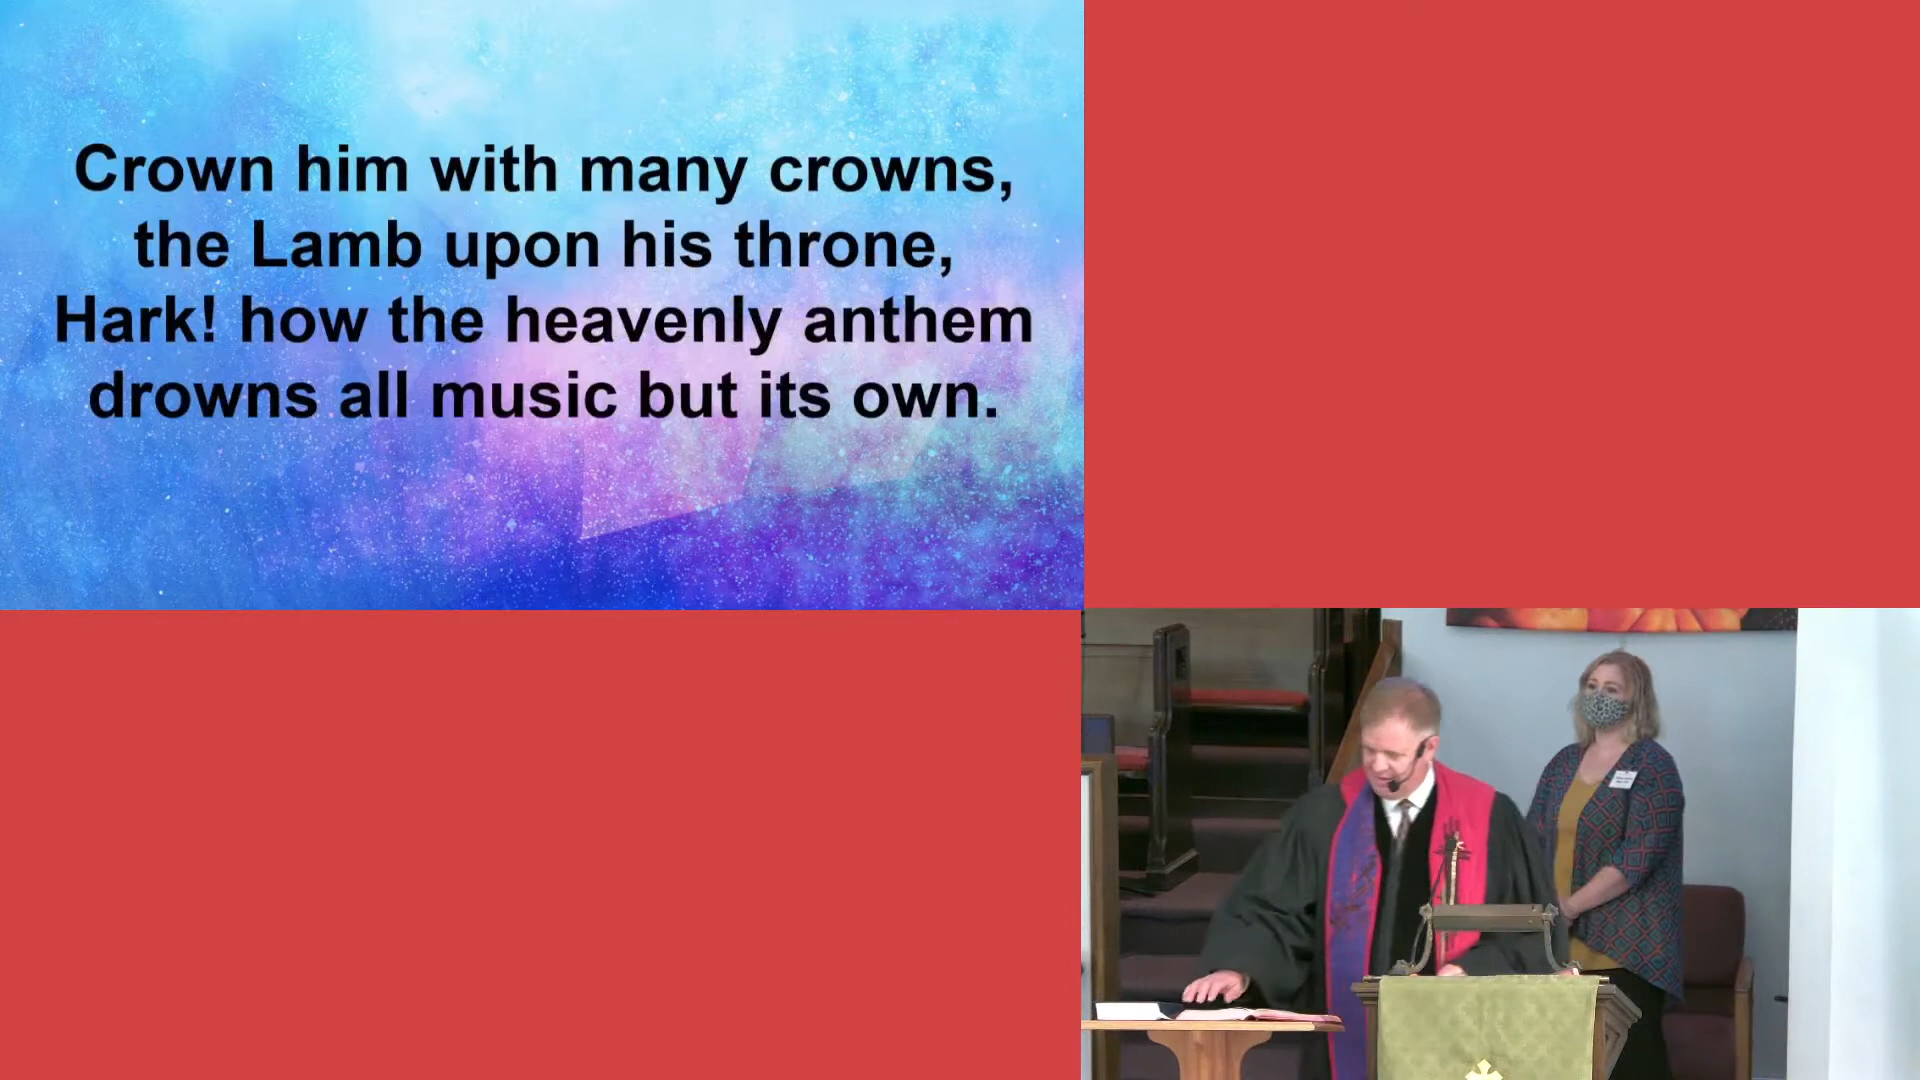 Crown him with many crowns,
the Lamb upon his throne,
Hark! how the heavenly anthem
drowns all music but its own.